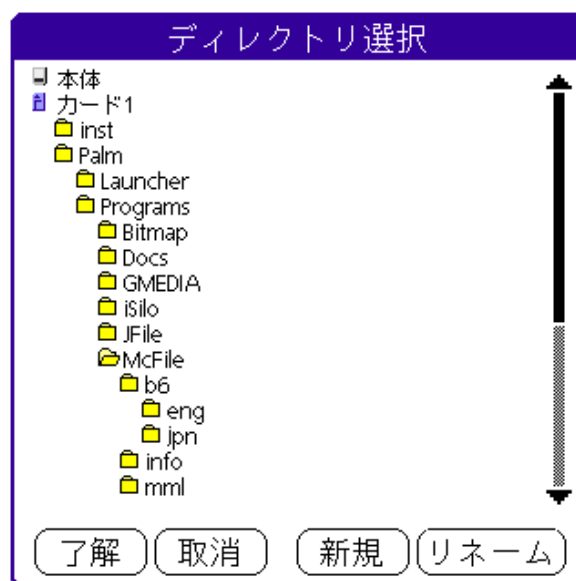 ディレクトリ選択
本体
カード1
inst
Palm
Launcher
Programs
Bitmap
Docs
GMEDIA
iSilo
JFile
McFile
b6
eng
jpn
info
mml
了解 取消 新規 リネーム